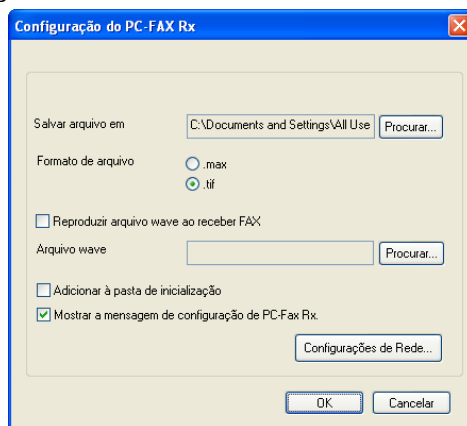 Configuração do PC-FAX Rx
Salvar arquivo em C:\Documents and Settings\All Use Procurar...
Formato de arquivo .max
.tif
Reproduzir arquivo wave ao receber FAX
Arquivo wave Procurar...
Adicionar à pasta de inicialização
Mostrar a mensagem de configuração de PC-Fax Rx.
Configurações de Rede...
OK Cancelar